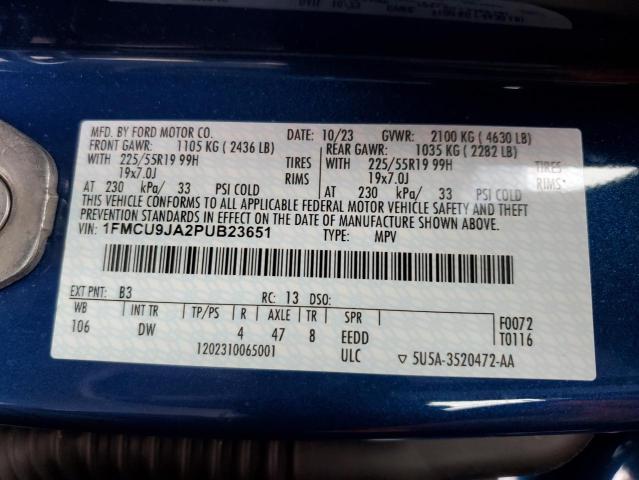 MFD. BY FORD MOTOR CO. DATE: 10/23 GVWR: 2100 KG ( 4630 LB)
FRONT GAWR: 1105 KG ( 2436 LB) REAR GAWR: 1035 KG ( 2282 LB)
WITH 225/55R19 99H TIRES WITH 225/55R19 99H TIRES
19x7.0J RIMS 19x7.0J RIMS
AT 230 kPa/ 33 PSI COLD AT 230 kPa/ 33 PSI COLD
THIS VEHICLE CONFORMS TO ALL APPLICABLE FEDERAL MOTOR VEHICLE SAFETY AND THEFT
PREVENTION STANDARDS IN EFFECT ON THE DATE OF MANUFACTURE SHOWN ABOVE.
VIN: 1FMCU9JA2PUB23651 TYPE: MPV
EXT PNT: B3 RC: 13 DSO:
WB INT TR TP/PS R AXLE TR SPR F0072
106 DW 4 47 8 EEDD T0116
1202310065001 ULC 5U5A-3520472-AA